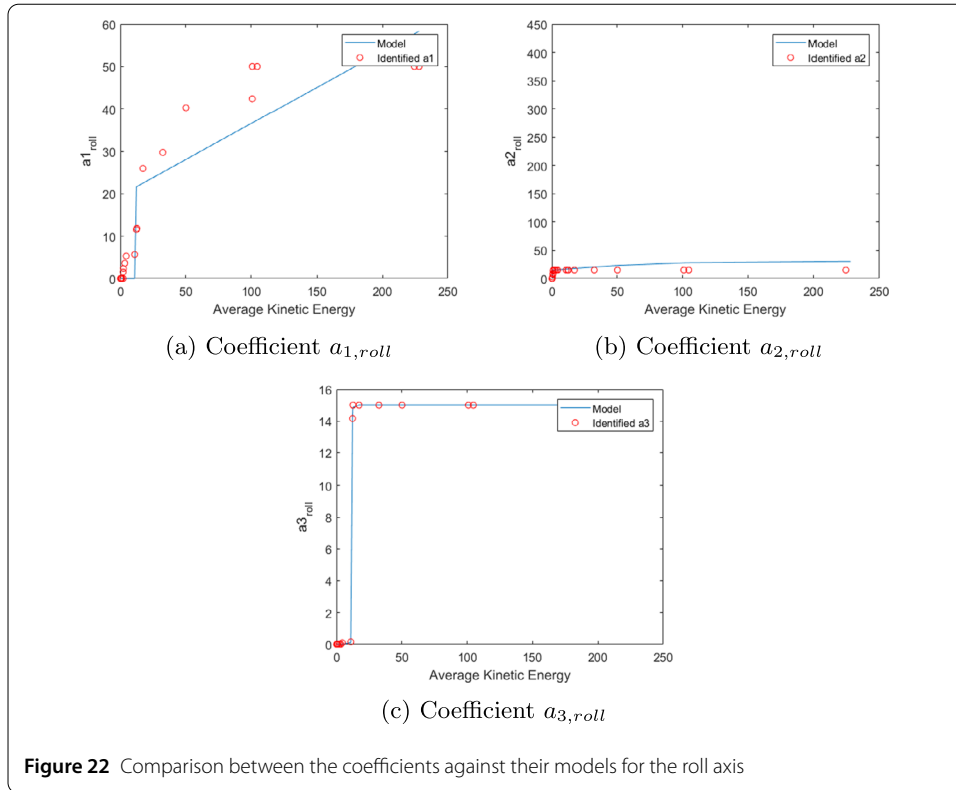 60
50
40
30
20
10
0
a1roll
0 50 100 150 200 250
Average Kinetic Energy
Model
Identified a1
(a) Coefficient a1,roll
450
400
350
300
250
200
150
100
50
0
a2roll
0 50 100 150 200 250
Average Kinetic Energy
Model
Identified a2
(b) Coefficient a2,roll
16
14
12
10
8
6
4
2
0
a3roll
0 50 100 150 200 250
Average Kinetic Energy
Model
Identified a3
(c) Coefficient a3,roll
Figure 22 Comparison between the coefficients against their models for the roll axis